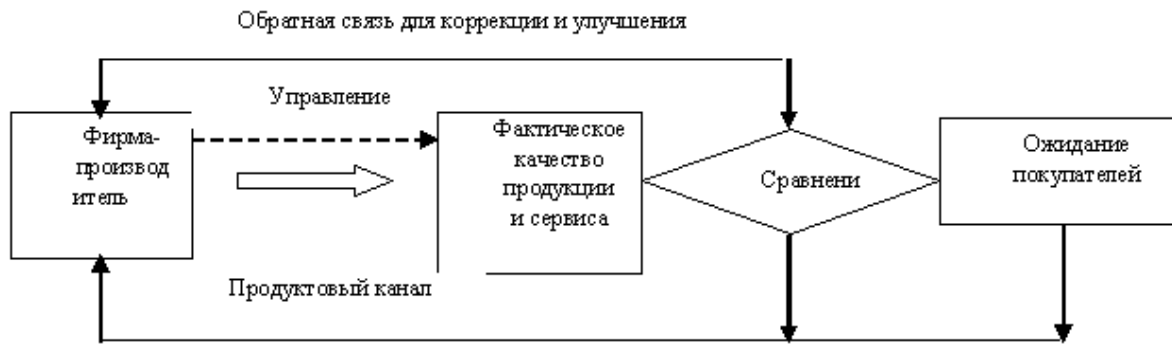 Обратная связь для коррекции и улучшения
Управление
Фирма-
производ
итель
Фактическое
качество
продукции
и сервиса
Сравнени
Ожидание
покупателей
Продуктовый канал